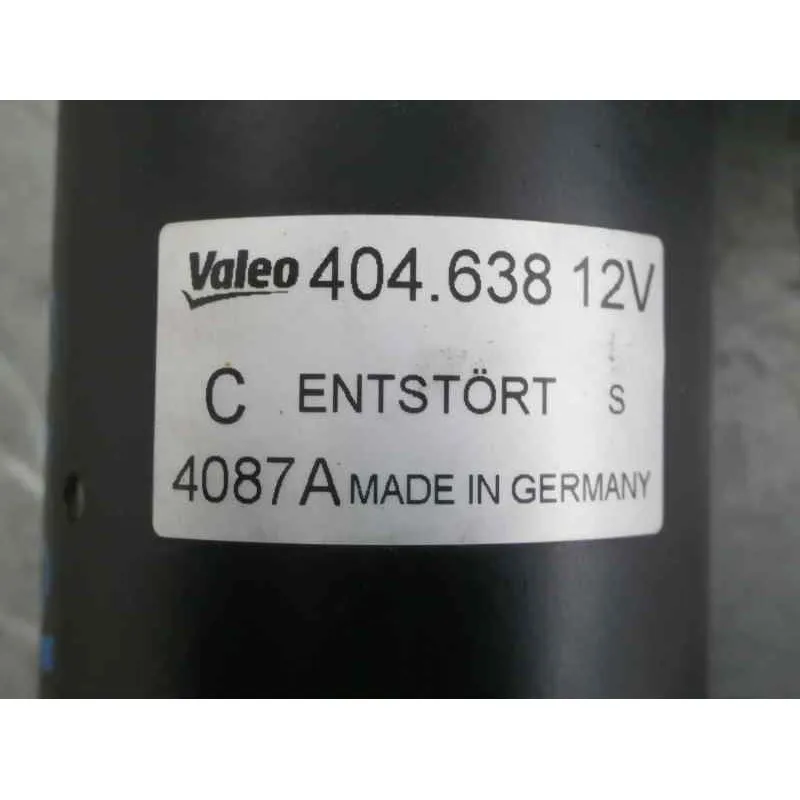 Valeo 404.638 12V
C ENTSTÖRT S
4087A MADE IN GERMANY